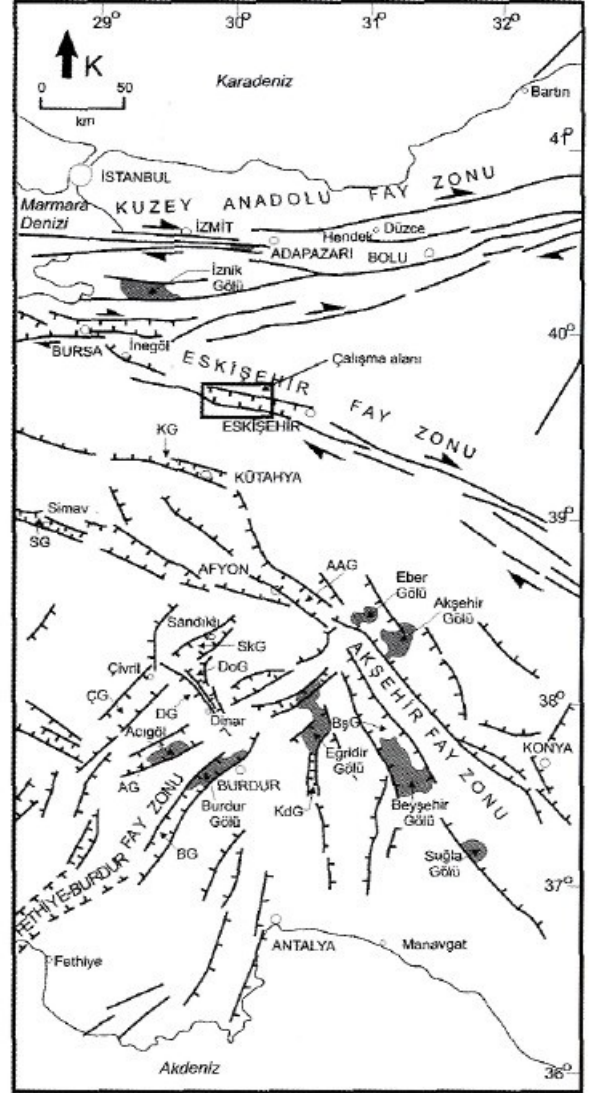 29° 30° 31° 32°
K
0 50
km
Karadeniz
Bartın
41°
İSTANBUL
Marmara
Denizi
KUZEY ANADOLU FAY ZONU
İZMİT
Hendek
Düzce
ADAPAZARI
BOLU
İznik
Gölü
40°
BURSA
İnegöl
ESKİŞEHİR FAY ZONU
Çalışma alanı
ESKİŞEHİR
KG
KÜTAHYA
39°
Simav
SG
AFYON
AAG
Eber
Gölü
Akşehir
Gölü
Sandıklı
SkG
DoG
Çivril
ÇG
DG
Dinar
Acıgöl
AG
AKŞEHİR FAY ZONU
BşG
38°
KONYA
Eğridir
Gölü
BURDUR
Burdur
Gölü
KdG
Beyşehir
Gölü
BG
FETHİYE-BURDUR FAY ZONU
Suğla
Gölü
37°
ANTALYA
Manavgat
Fethiye
Akdeniz
36°